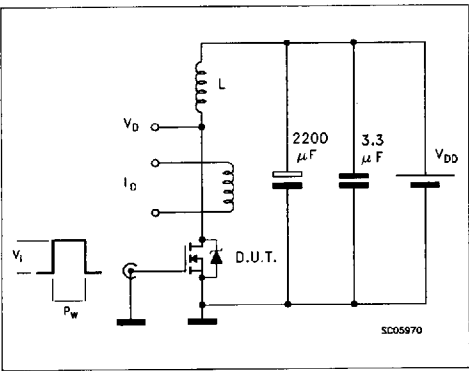 L
V_D
2200
μF
3.3
μF
V_DD
I_D
D.U.T.
V_i
P_w
SC05970